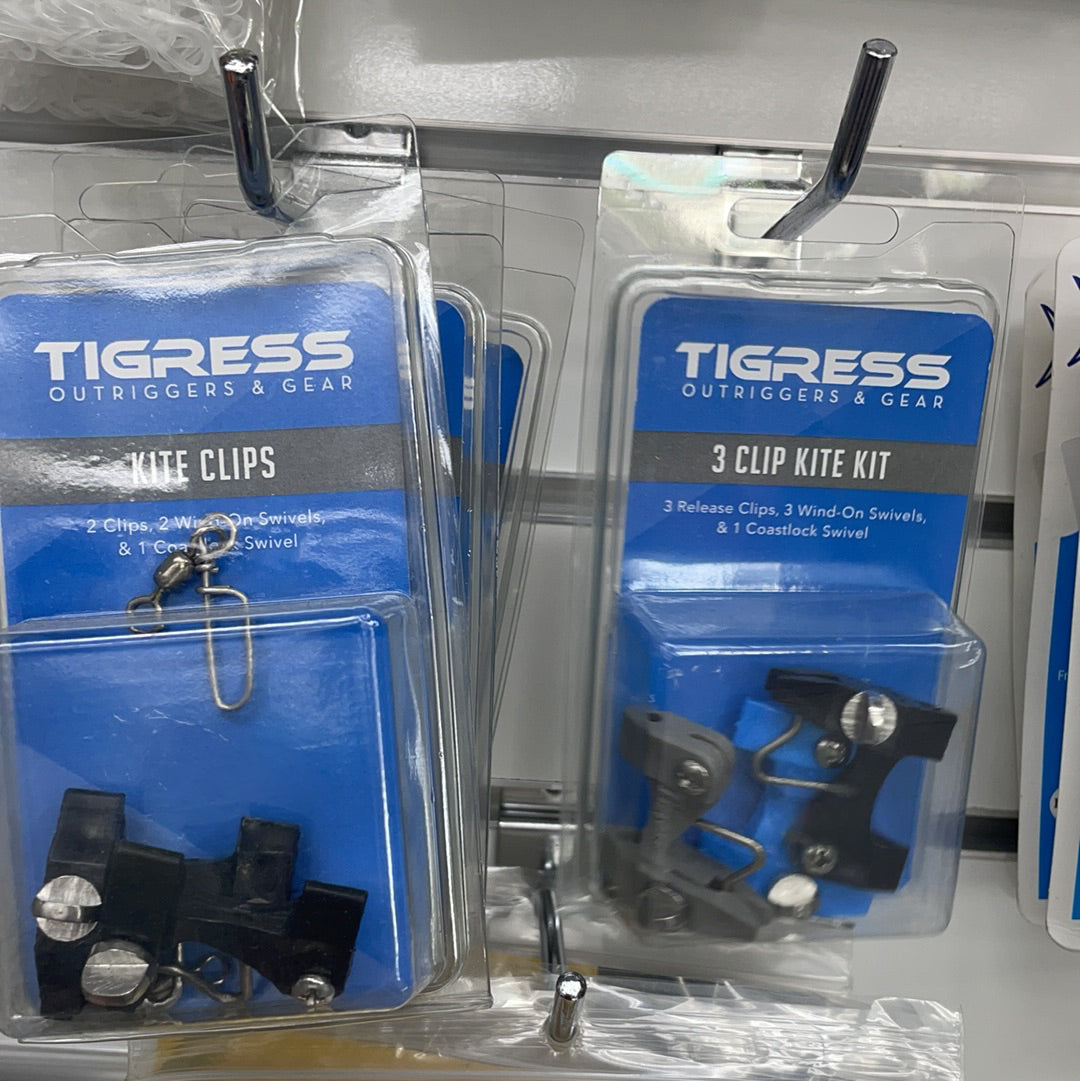 TIGRESS
OUTRIGGERS & GEAR
KITE CLIPS
2 Clips, 2 Wind-On Swivels,
& 1 Coastlock Swivel
TIGRESS
OUTRIGGERS & GEAR
3 CLIP KITE KIT
3 Release Clips, 3 Wind-On Swivels,
& 1 Coastlock Swivel